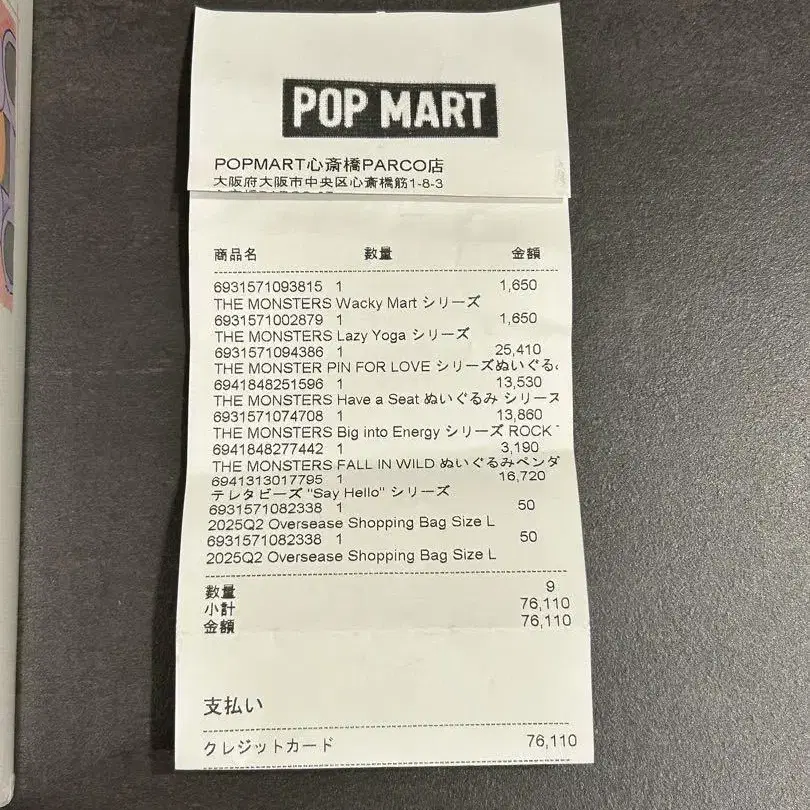 POP MART
POPMART心斎橋PARCO店
大阪府大阪市中央区心斎橋筋1-8-3
商品名 数量 金額
6931571093815 1 1,650
THE MONSTERS Wacky Mart シリーズ
6931571002879 1 1,650
THE MONSTERS Lazy Yoga シリーズ
6931571094386 1 25,410
THE MONSTER PIN FOR LOVE シリーズぬいぐる
6941848251596 1 13,530
THE MONSTERS Have a Seat ぬいぐるみ シリーズ
6931571074708 1 13,860
THE MONSTERS Big into Energy シリーズ ROCK
6941848277442 1 3,190
THE MONSTERS FALL IN WILD ぬいぐるみペンダ
6941313017795 1 16,720
テレタビーズ "Say Hello" シリーズ
6931571082338 1 50
2025Q2 Oversease Shopping Bag Size L
6931571082338 1 50
2025Q2 Oversease Shopping Bag Size L
数量 9
小計 76,110
金額 76,110
支払い
クレジットカード 76,110